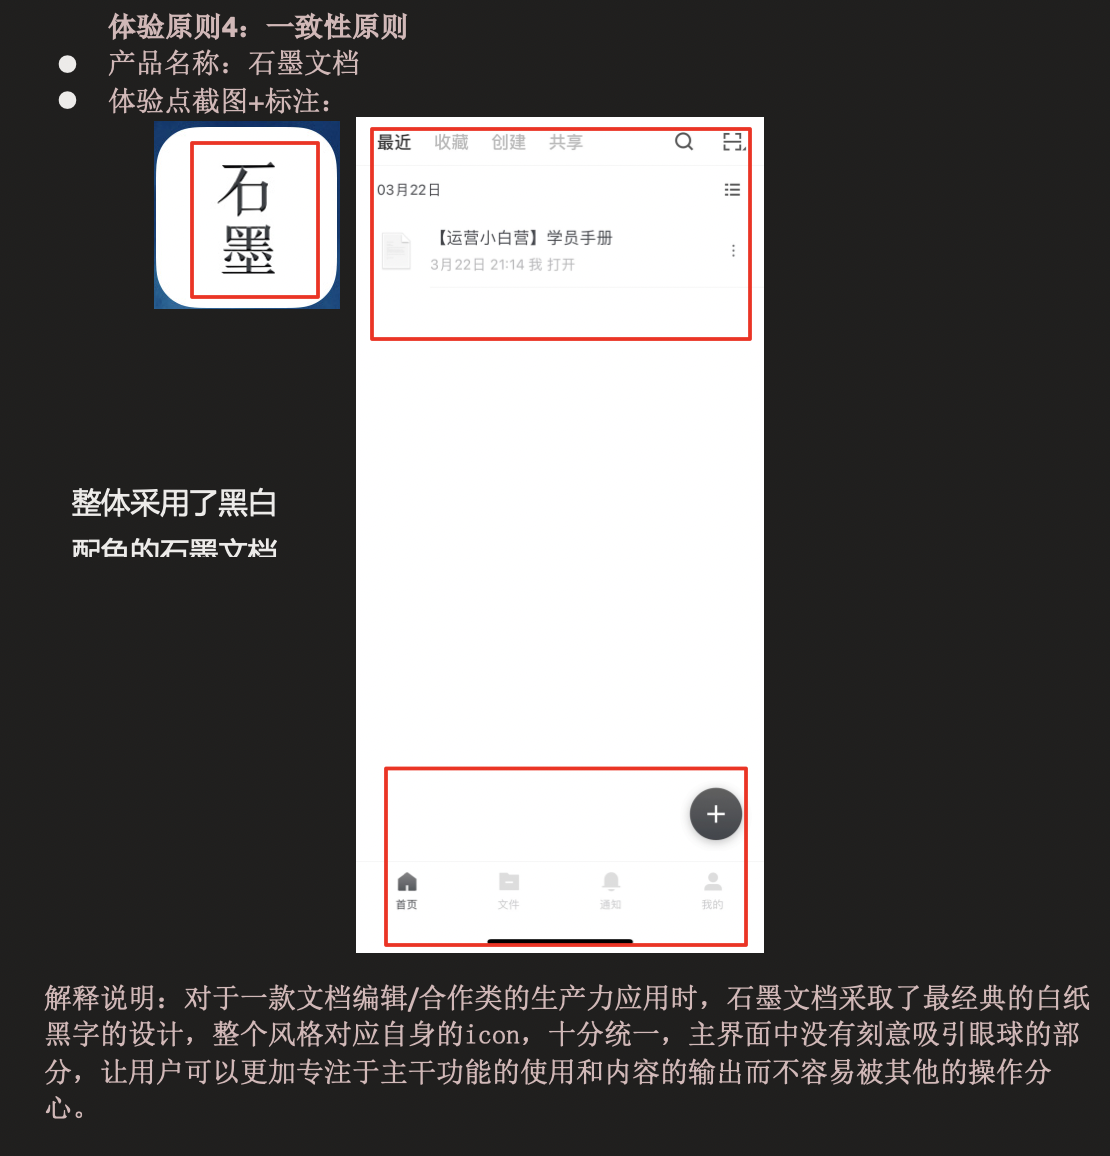 体验原则4：一致性原则
● 产品名称：石墨文档
● 体验点截图+标注：
石
墨
最近 收藏 创建 共享
03月22日
【运营小白营】学员手册
3月22日 21:14 我 打开
整体采用了黑白
配色的石墨文档
首页 文件 通知 我的
解释说明：对于一款文档编辑/合作类的生产力应用时，石墨文档采取了最经典的白纸
黑字的设计，整个风格对应自身的icon，十分统一，主界面中没有刻意吸引眼球的部
分，让用户可以更加专注于主干功能的使用和内容的输出而不容易被其他的操作分
心。